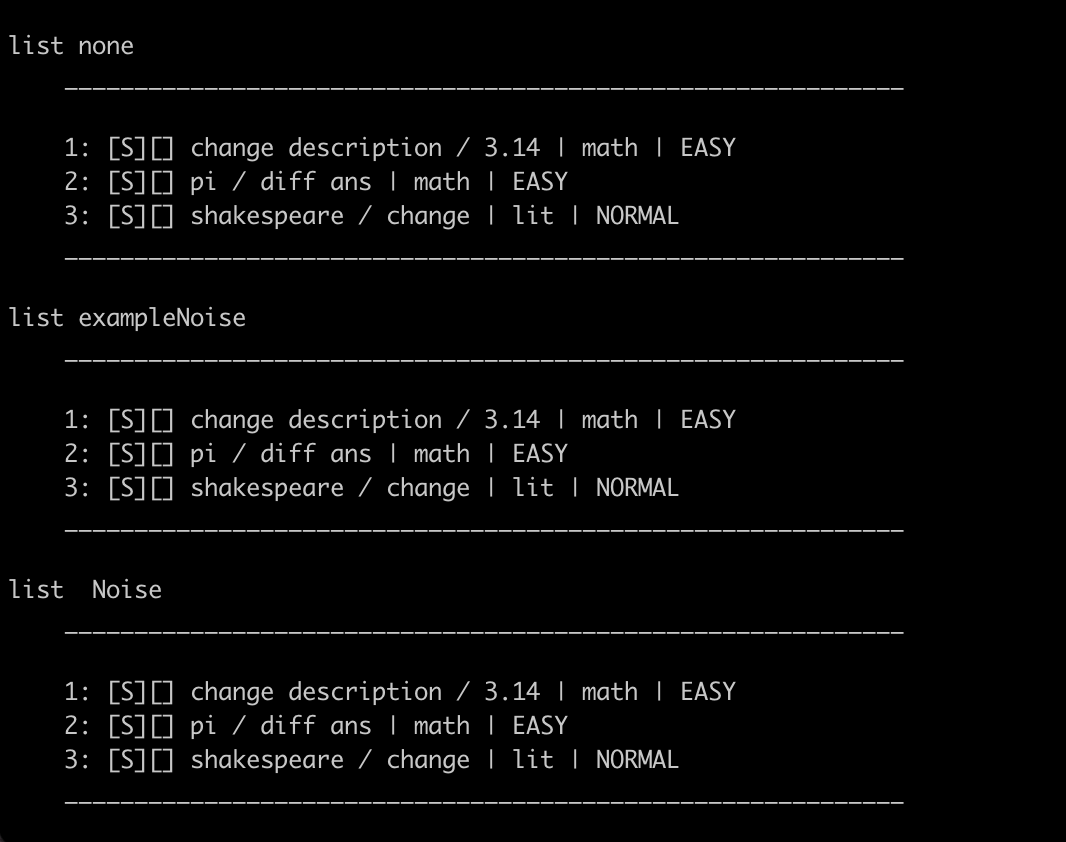 list none
____________________________________________________________
1: [S][] change description / 3.14 | math | EASY
2: [S][] pi / diff ans | math | EASY
3: [S][] shakespeare / change | lit | NORMAL
____________________________________________________________
list exampleNoise
____________________________________________________________
1: [S][] change description / 3.14 | math | EASY
2: [S][] pi / diff ans | math | EASY
3: [S][] shakespeare / change | lit | NORMAL
____________________________________________________________
list  Noise
____________________________________________________________
1: [S][] change description / 3.14 | math | EASY
2: [S][] pi / diff ans | math | EASY
3: [S][] shakespeare / change | lit | NORMAL
____________________________________________________________